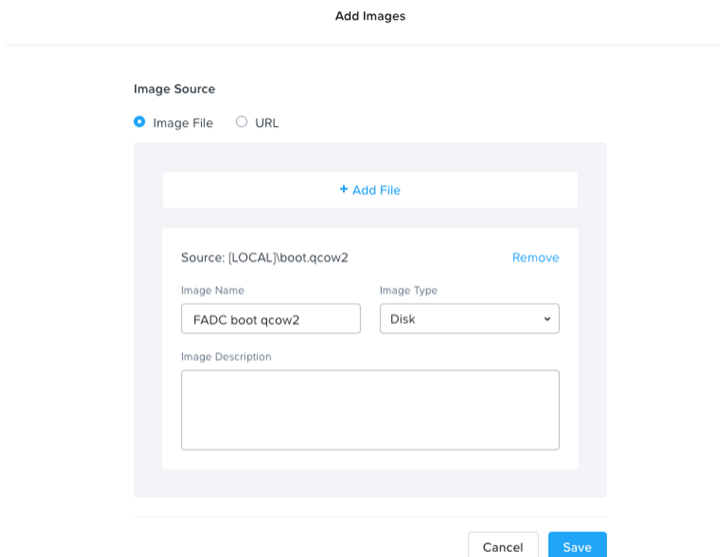 Add Images
Image Source
Image File URL
+ Add File
Source: [LOCAL]\boot.qcow2 Remove
Image Name Image Type
FADC boot qcow2 Disk
Image Description
Cancel Save